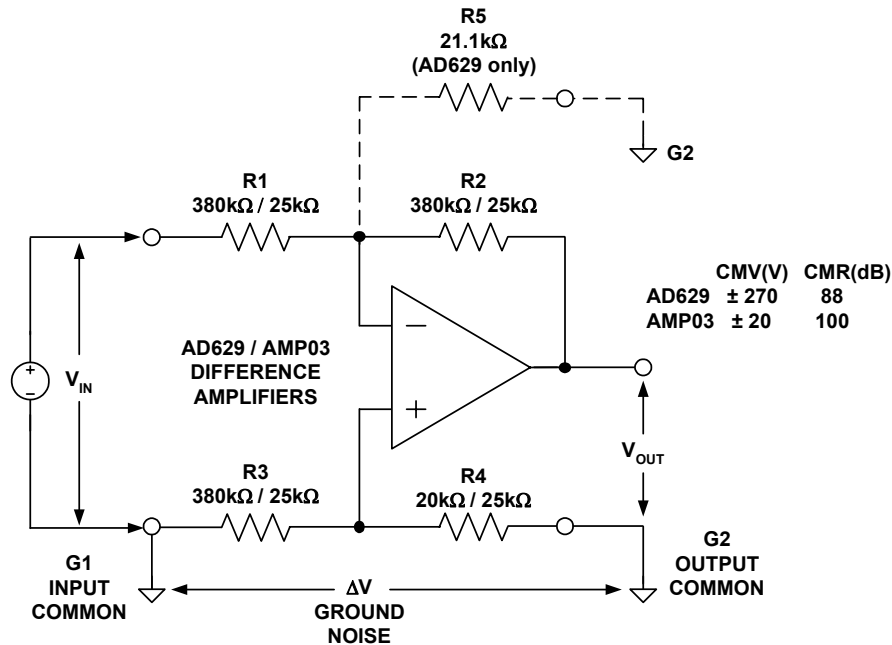 R5
21.1kΩ
(AD629 only)
G2
R1
380kΩ / 25kΩ
R2
380kΩ / 25kΩ
CMV(V) CMR(dB)
AD629 ± 270 88
AMP03 ± 20 100
+
−
V_IN
AD629 / AMP03
DIFFERENCE
AMPLIFIERS
−
+
V_OUT
R3
380kΩ / 25kΩ
R4
20kΩ / 25kΩ
G1
INPUT
COMMON
ΔV
GROUND
NOISE
G2
OUTPUT
COMMON